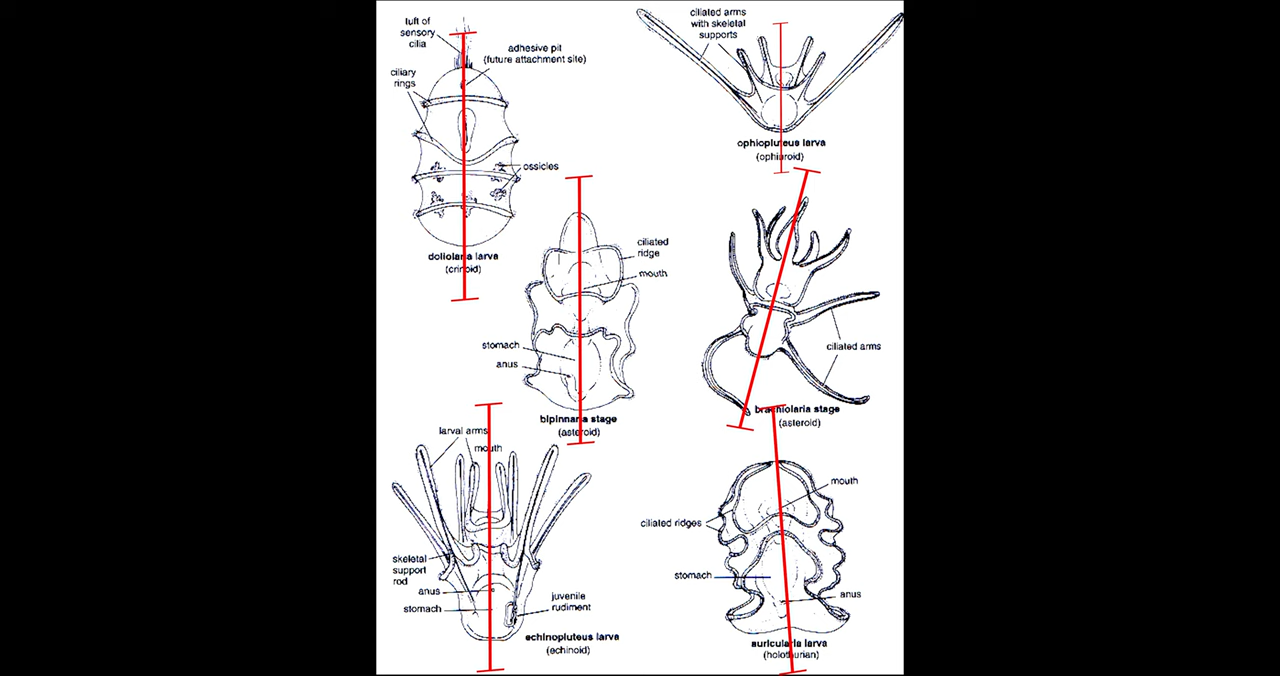 tuft of
sensory
cilia
adhesive pit
(future attachment site)
ciliary
rings
ossicles
doliolaria larva
(crinoid)
ciliated arms
with skeletal
supports
ophiopluteus larva
(ophiuroid)
ciliated
ridge
mouth
stomach
anus
bipinnaria stage
(asteroid)
ciliated arms
brachiolaria stage
(asteroid)
larval arms
mouth
skeletal
support
rod
anus
stomach
juvenile
rudiment
echinopluteus larva
(echinoid)
mouth
ciliated ridges
stomach
anus
auricularia larva
(holothurian)